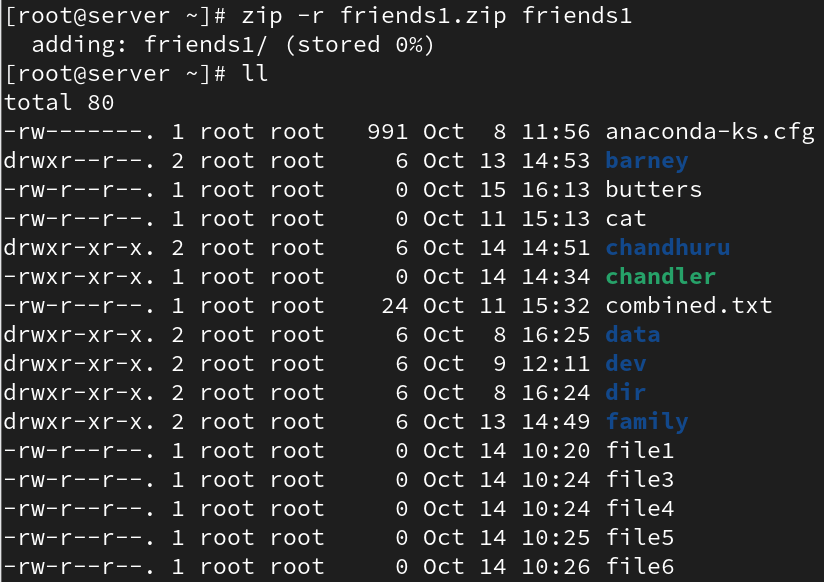 [root@server ~]# zip -r friends1.zip friends1
  adding: friends1/ (stored 0%)
[root@server ~]# ll
total 80
-rw-------. 1 root root   991 Oct  8 11:56 anaconda-ks.cfg
drwxr--r--. 2 root root     6 Oct 13 14:53 barney
-rw-r--r--. 1 root root     0 Oct 15 16:13 butters
-rw-r--r--. 1 root root     0 Oct 11 15:13 cat
drwxr-xr-x. 2 root root     6 Oct 14 14:51 chandhuru
-rwxr-xr-x. 1 root root     0 Oct 14 14:34 chandler
-rw-r--r--. 1 root root    24 Oct 11 15:32 combined.txt
drwxr-xr-x. 2 root root     6 Oct  8 16:25 data
drwxr-xr-x. 2 root root     6 Oct  9 12:11 dev
drwxr-xr-x. 2 root root     6 Oct  8 16:24 dir
drwxr-xr-x. 2 root root     6 Oct 13 14:49 family
-rw-r--r--. 1 root root     0 Oct 14 10:20 file1
-rw-r--r--. 1 root root     0 Oct 14 10:24 file3
-rw-r--r--. 1 root root     0 Oct 14 10:24 file4
-rw-r--r--. 1 root root     0 Oct 14 10:25 file5
-rw-r--r--. 1 root root     0 Oct 14 10:26 file6